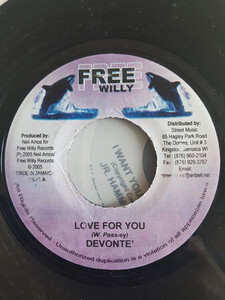 FREE
WILLY
Produced by:
Neil Amos for
Free Willy Records
(P) 2005 Neil Amos/
Free Willy Records
© 2005
MADE IN JAMAICA
Distributed by:
Street Music
85 Hagley Park Road
The Domes, Unit # 3
Kingston Jamaica WI
Tel: (876) 960-2104
Fax: (876) 929-3767
Email
I WANT YOU
LOVE FOR YOU
(W. Passley)
DEVONTE'
All Rights Reserved - Unauthorized duplication is a violation of all applicable laws